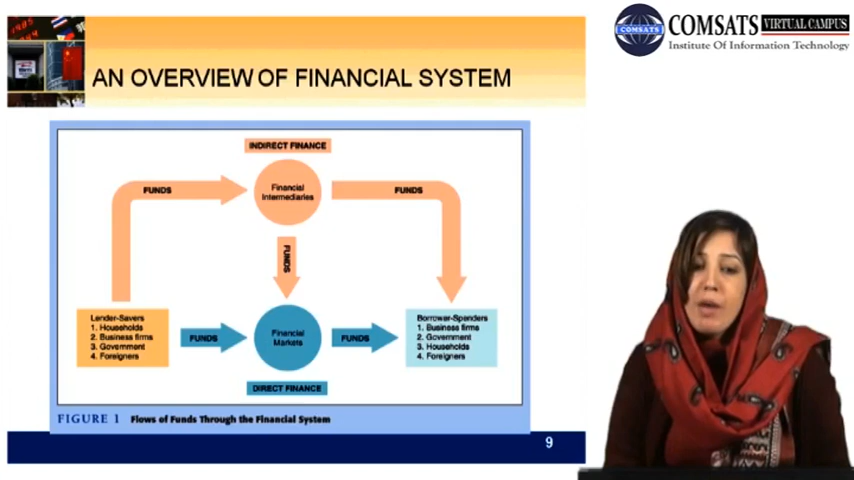 COMSATS
COMSATS VIRTUAL CAMPUS
Institute Of Information Technology
AN OVERVIEW OF FINANCIAL SYSTEM
INDIRECT FINANCE
FUNDS
Financial
Intermediaries
FUNDS
FUNDS
Lender-Savers
1. Households
2. Business firms
3. Government
4. Foreigners
FUNDS
Financial
Markets
FUNDS
Borrower-Spenders
1. Business firms
2. Government
3. Households
4. Foreigners
DIRECT FINANCE
FIGURE 1 Flows of Funds Through the Financial System
9